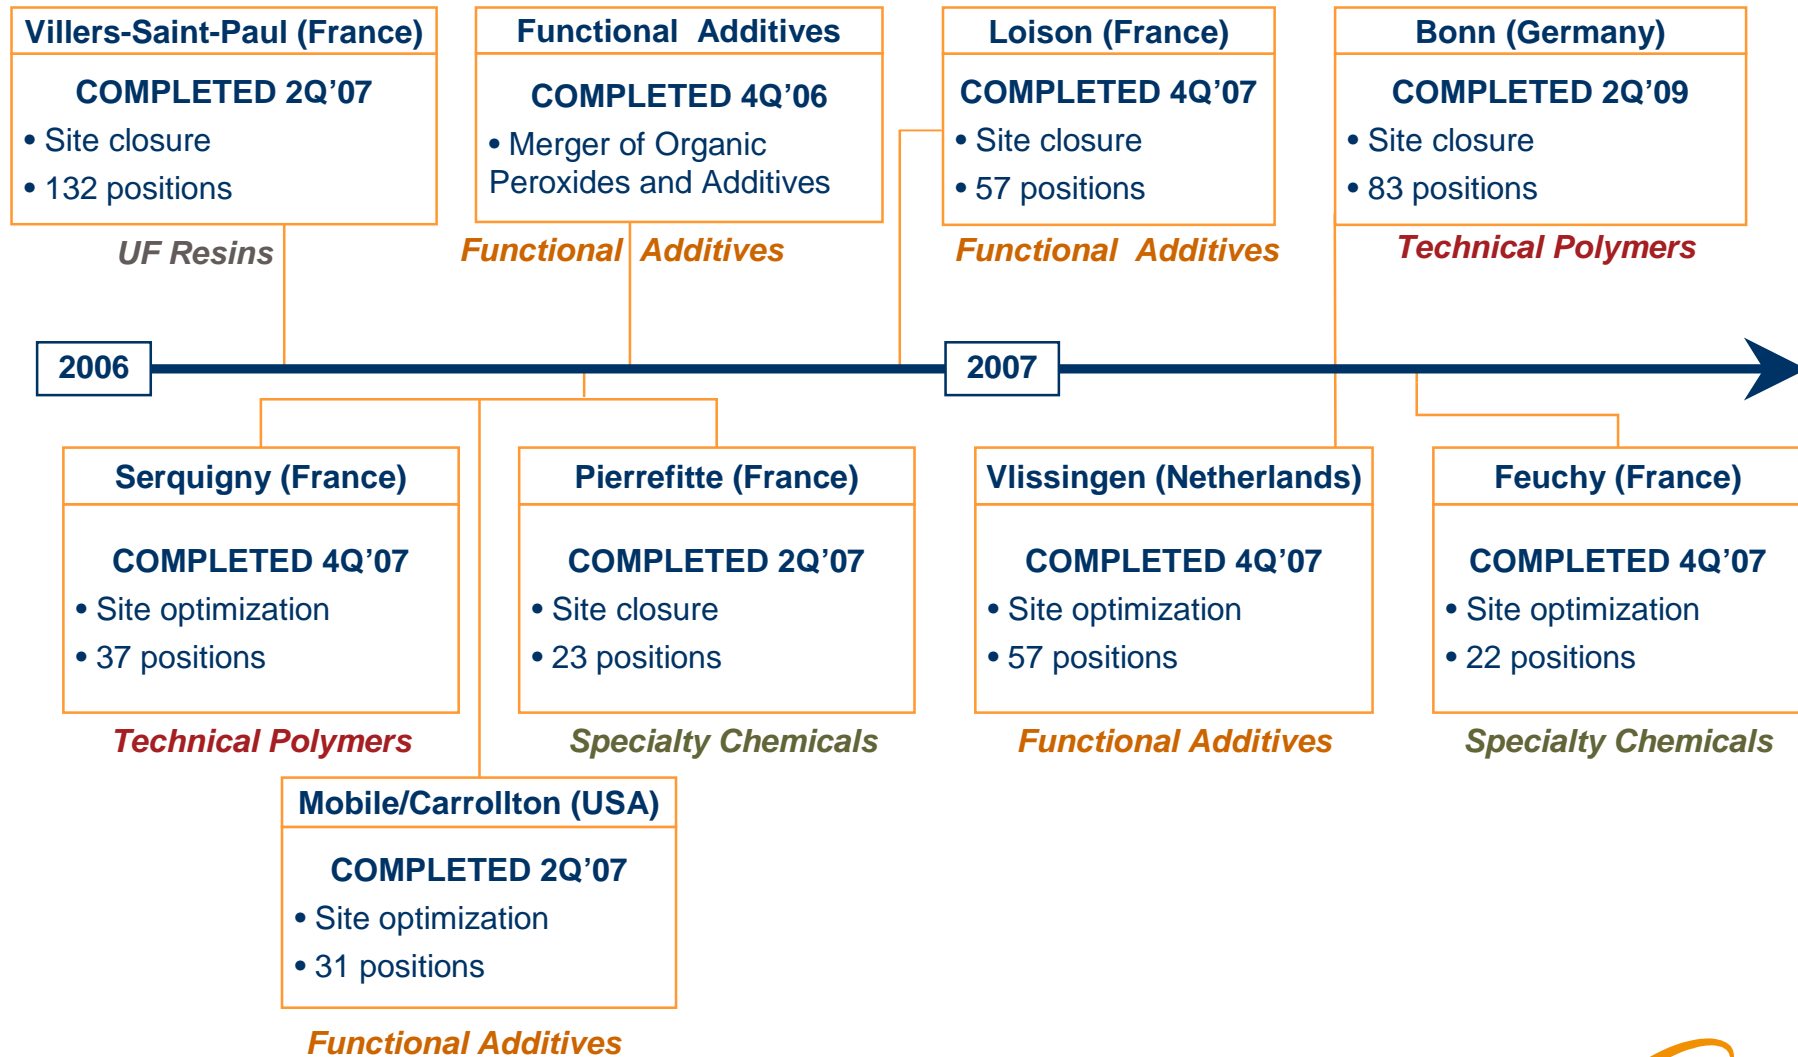 Villers-Saint-Paul (France)
COMPLETED 2Q’07
• Site closure
• 132 positions
UF Resins
Functional Additives
COMPLETED 4Q’06
• Merger of Organic
Peroxides and Additives
Functional Additives
Loison (France)
COMPLETED 4Q’07
• Site closure
• 57 positions
Functional Additives
Bonn (Germany)
COMPLETED 2Q’09
• Site closure
• 83 positions
Technical Polymers
2006
2007
Serquigny (France)
COMPLETED 4Q’07
• Site optimization
• 37 positions
Technical Polymers
Pierrefitte (France)
COMPLETED 2Q’07
• Site closure
• 23 positions
Specialty Chemicals
Vlissingen (Netherlands)
COMPLETED 4Q’07
• Site optimization
• 57 positions
Functional Additives
Feuchy (France)
COMPLETED 4Q’07
• Site optimization
• 22 positions
Specialty Chemicals
Mobile/Carrollton (USA)
COMPLETED 2Q’07
• Site optimization
• 31 positions
Functional Additives